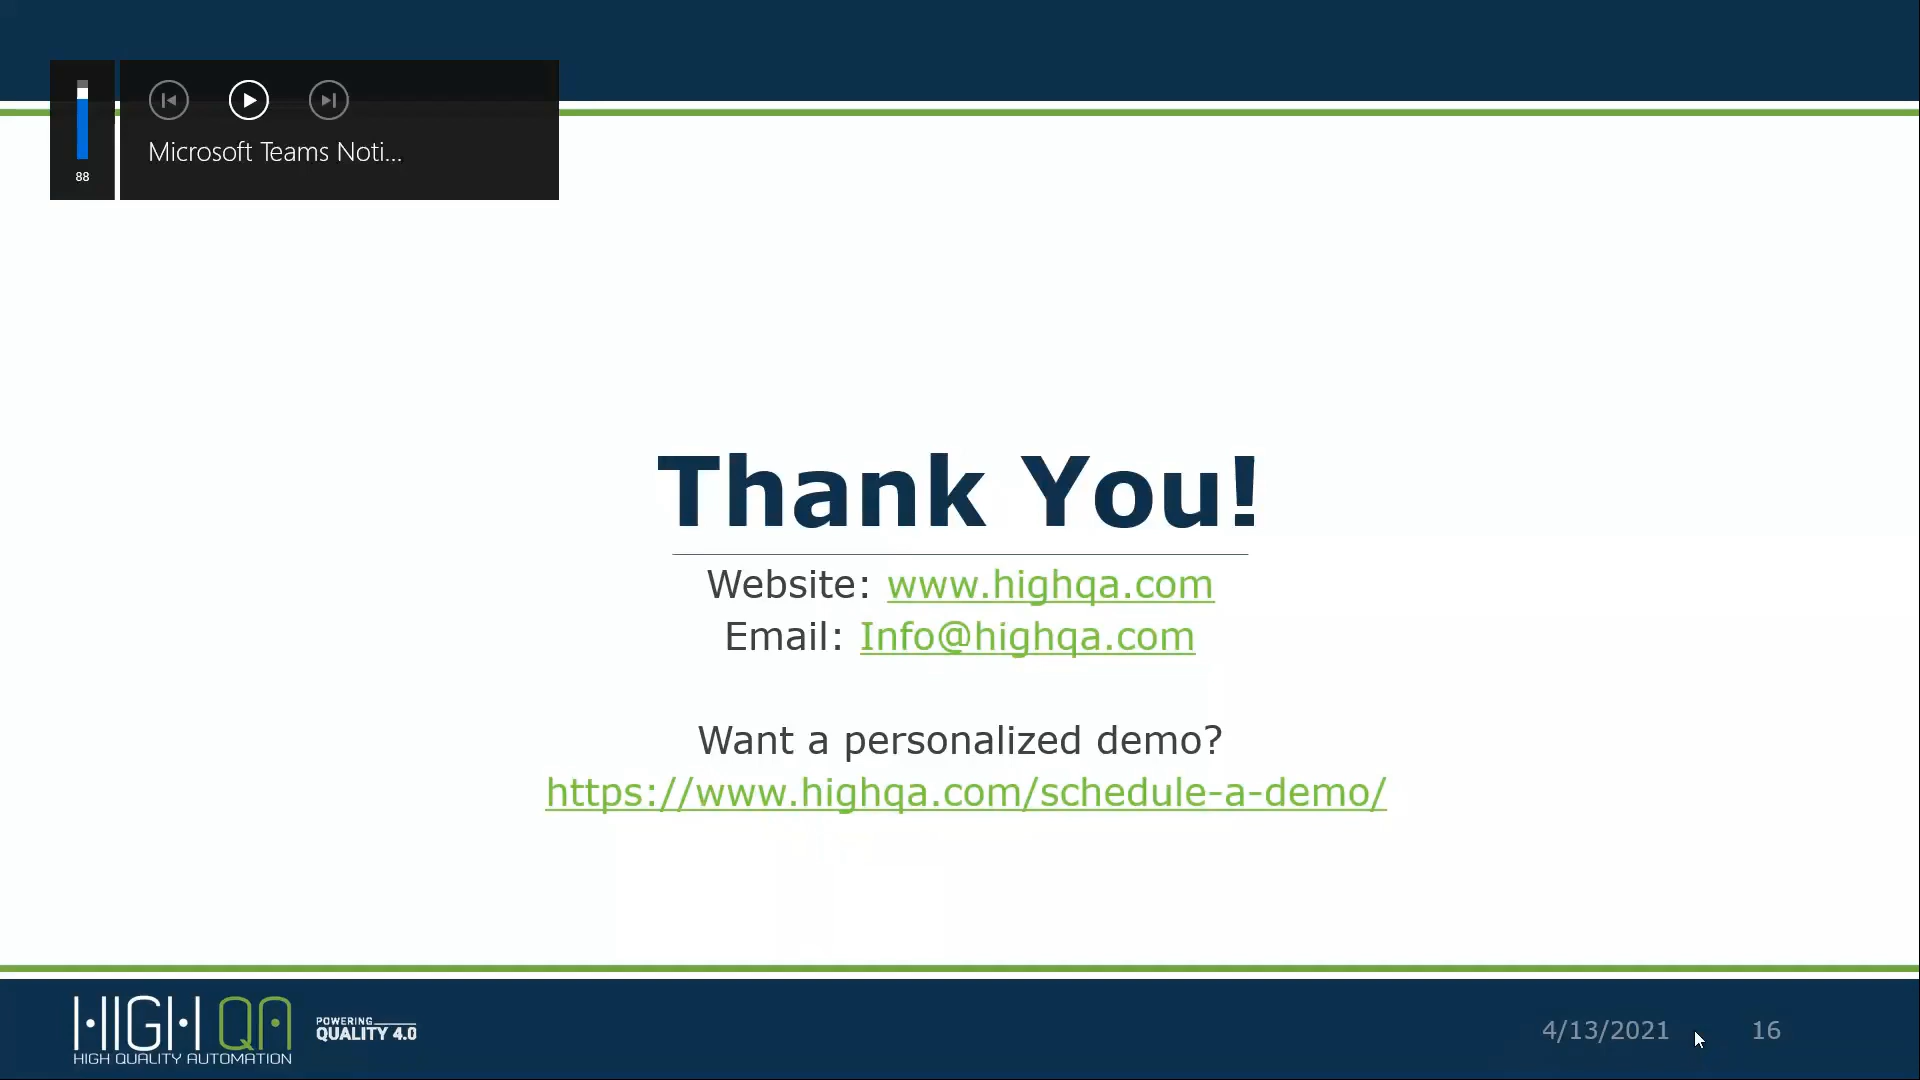 Microsoft Teams Noti...
88
Thank You!
Website: www.highqa.com
Email: Info@highqa.com
Want a personalized demo?
https://www.highqa.com/schedule-a-demo/
HIGH QA
HIGH QUALITY AUTOMATION
POWERING
QUALITY 4.0
4/13/2021
16